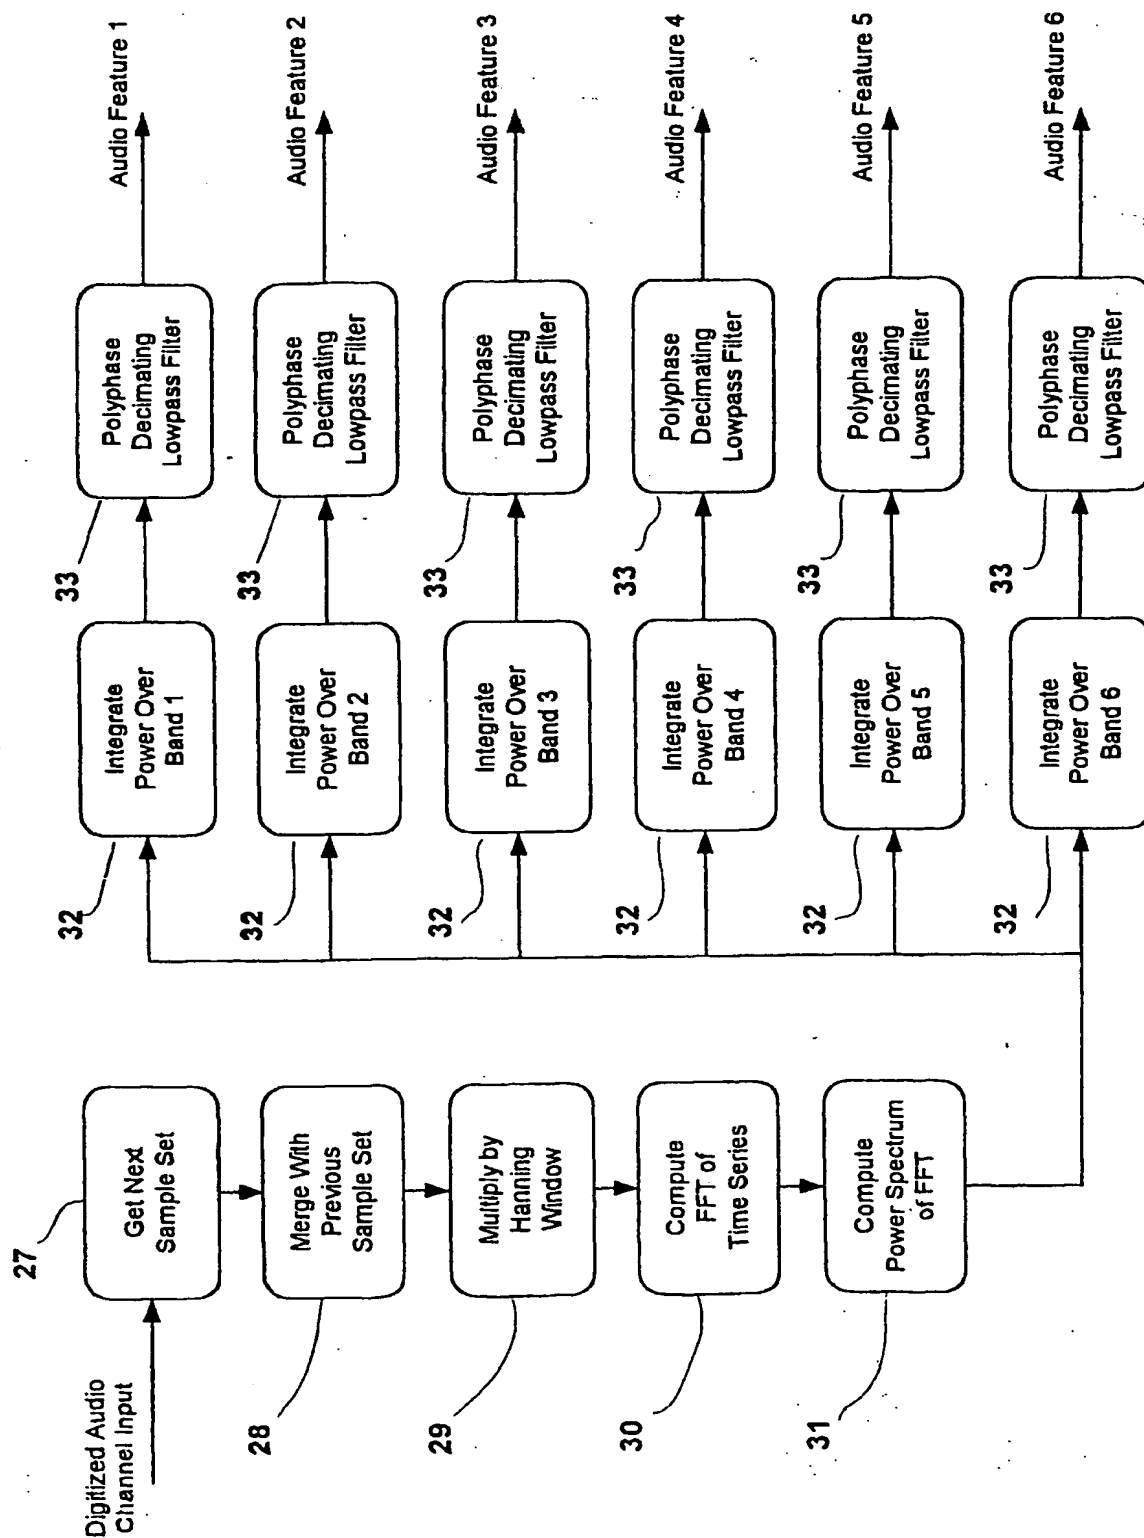 Digitized Audio
Channel Input
27
Get Next
Sample Set
28
Merge With
Previous
Sample Set
29
Multiply by
Hanning
Window
30
Compute
FFT of
Time Series
31
Compute
Power Spectrum
of FFT
32
Integrate
Power Over
Band 1
33
Polyphase
Decimating
Lowpass Filter
Audio Feature 1
32
Integrate
Power Over
Band 2
33
Polyphase
Decimating
Lowpass Filter
Audio Feature 2
32
Integrate
Power Over
Band 3
33
Polyphase
Decimating
Lowpass Filter
Audio Feature 3
32
Integrate
Power Over
Band 4
33
Polyphase
Decimating
Lowpass Filter
Audio Feature 4
32
Integrate
Power Over
Band 5
33
Polyphase
Decimating
Lowpass Filter
Audio Feature 5
32
Integrate
Power Over
Band 6
33
Polyphase
Decimating
Lowpass Filter
Audio Feature 6